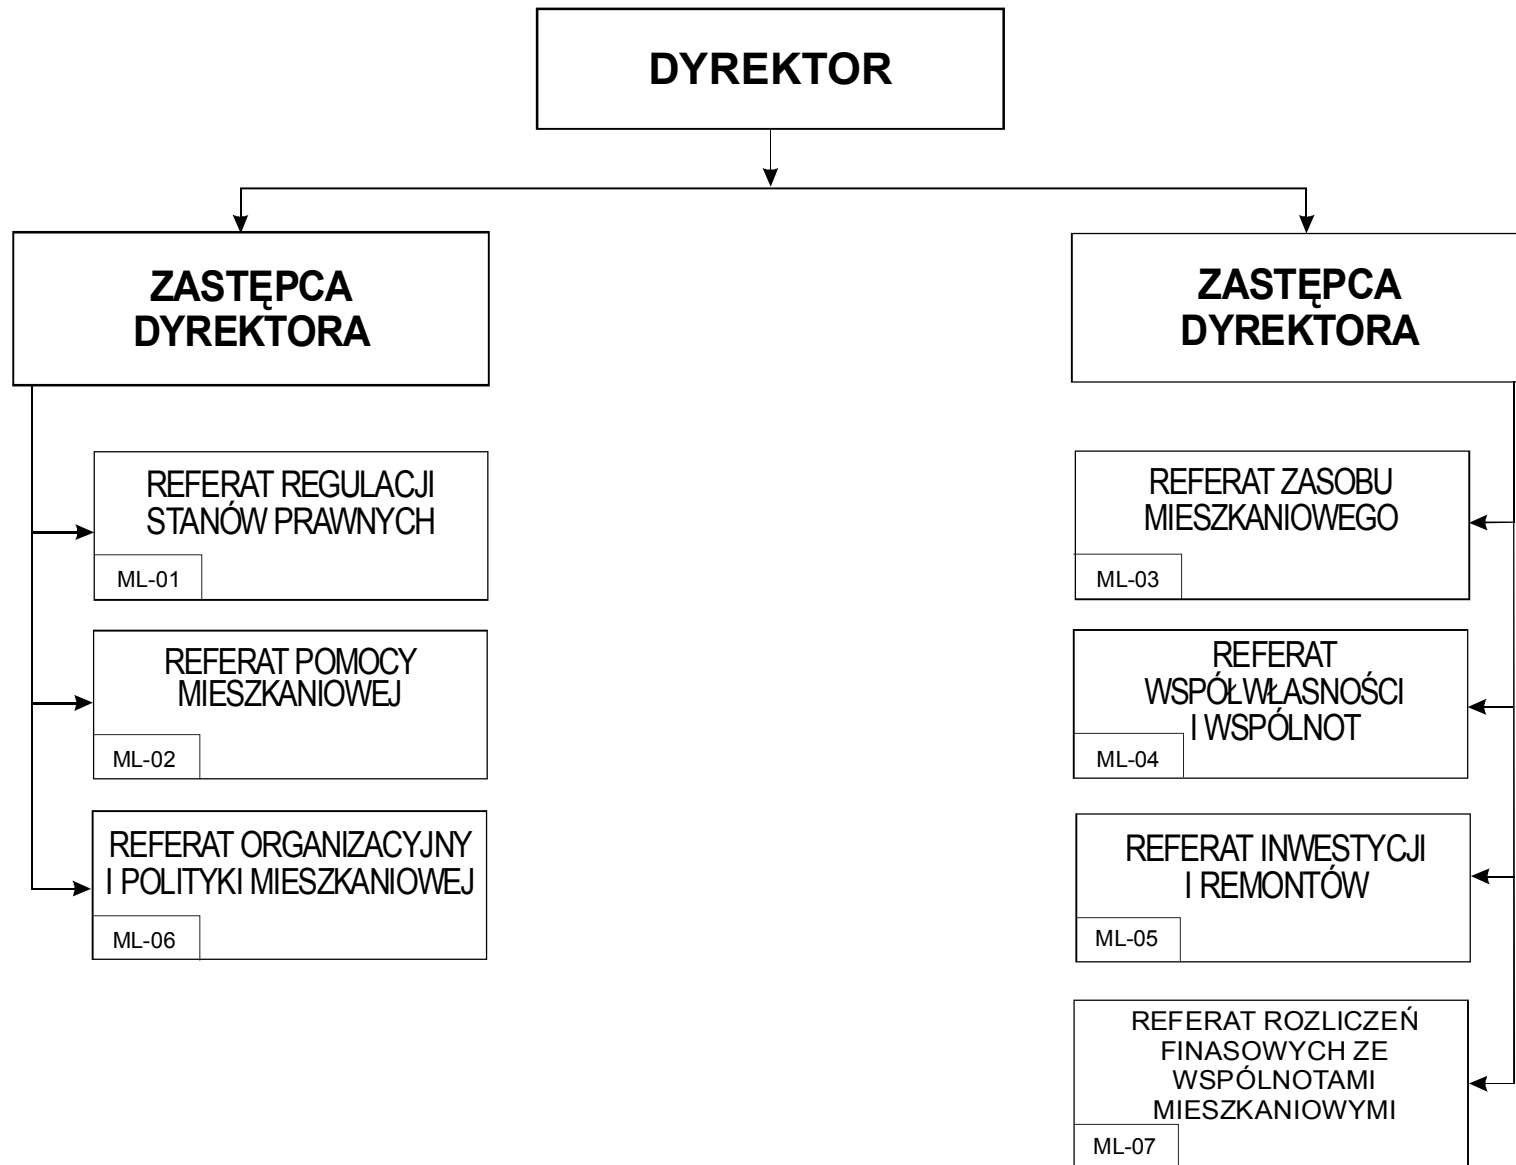 DYREKTOR
ZASTĘPCA
DYREKTORA
REFERAT REGULACJI
STANÓW PRAWNYCH
ML-01
REFERAT POMOCY
MIESZKANIOWEJ
ML-02
REFERAT ORGANIZACYJNY
I POLITYKI MIESZKANIOWEJ
ML-06
ZASTĘPCA
DYREKTORA
REFERAT ZASOBU
MIESZKANIOWEGO
ML-03
REFERAT
WSPÓŁWŁASNOŚCI
I WSPÓLNOT
ML-04
REFERAT INWESTYCJI
I REMONTÓW
ML-05
REFERAT ROZLICZEŃ
FINASOWYCH ZE
WSPÓLNOTAMI
MIESZKANIOWYMI
ML-07